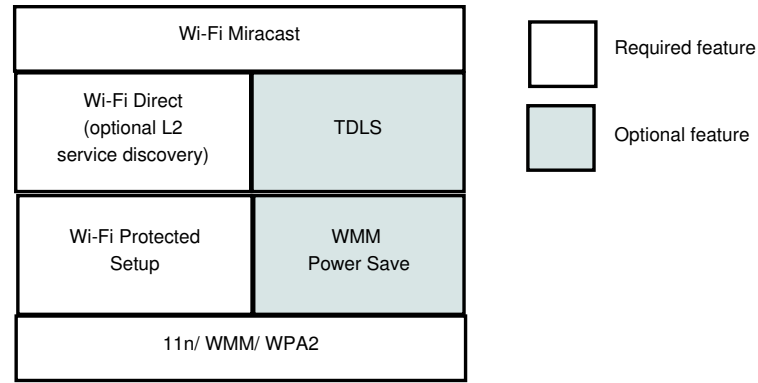 Wi-Fi Miracast
Wi-Fi Direct
(optional L2
service discovery)
TDLS
Wi-Fi Protected
Setup
WMM
Power Save
11n/ WMM/ WPA2
Required feature
Optional feature